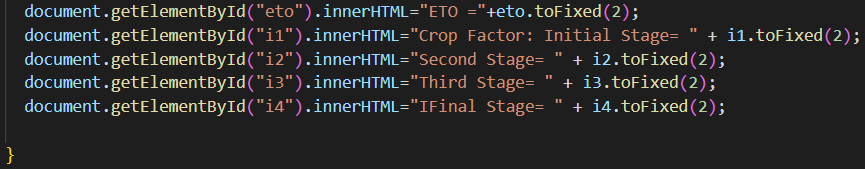 document.getElementById("eto").innerHTML="ETO ="+eto.toFixed(2);
document.getElementById("i1").innerHTML="Crop Factor: Initial Stage= " + i1.toFixed(2);
document.getElementById("i2").innerHTML="Second Stage= " + i2.toFixed(2);
document.getElementById("i3").innerHTML="Third Stage= " + i3.toFixed(2);
document.getElementById("i4").innerHTML="IFinal Stage= " + i4.toFixed(2);
}